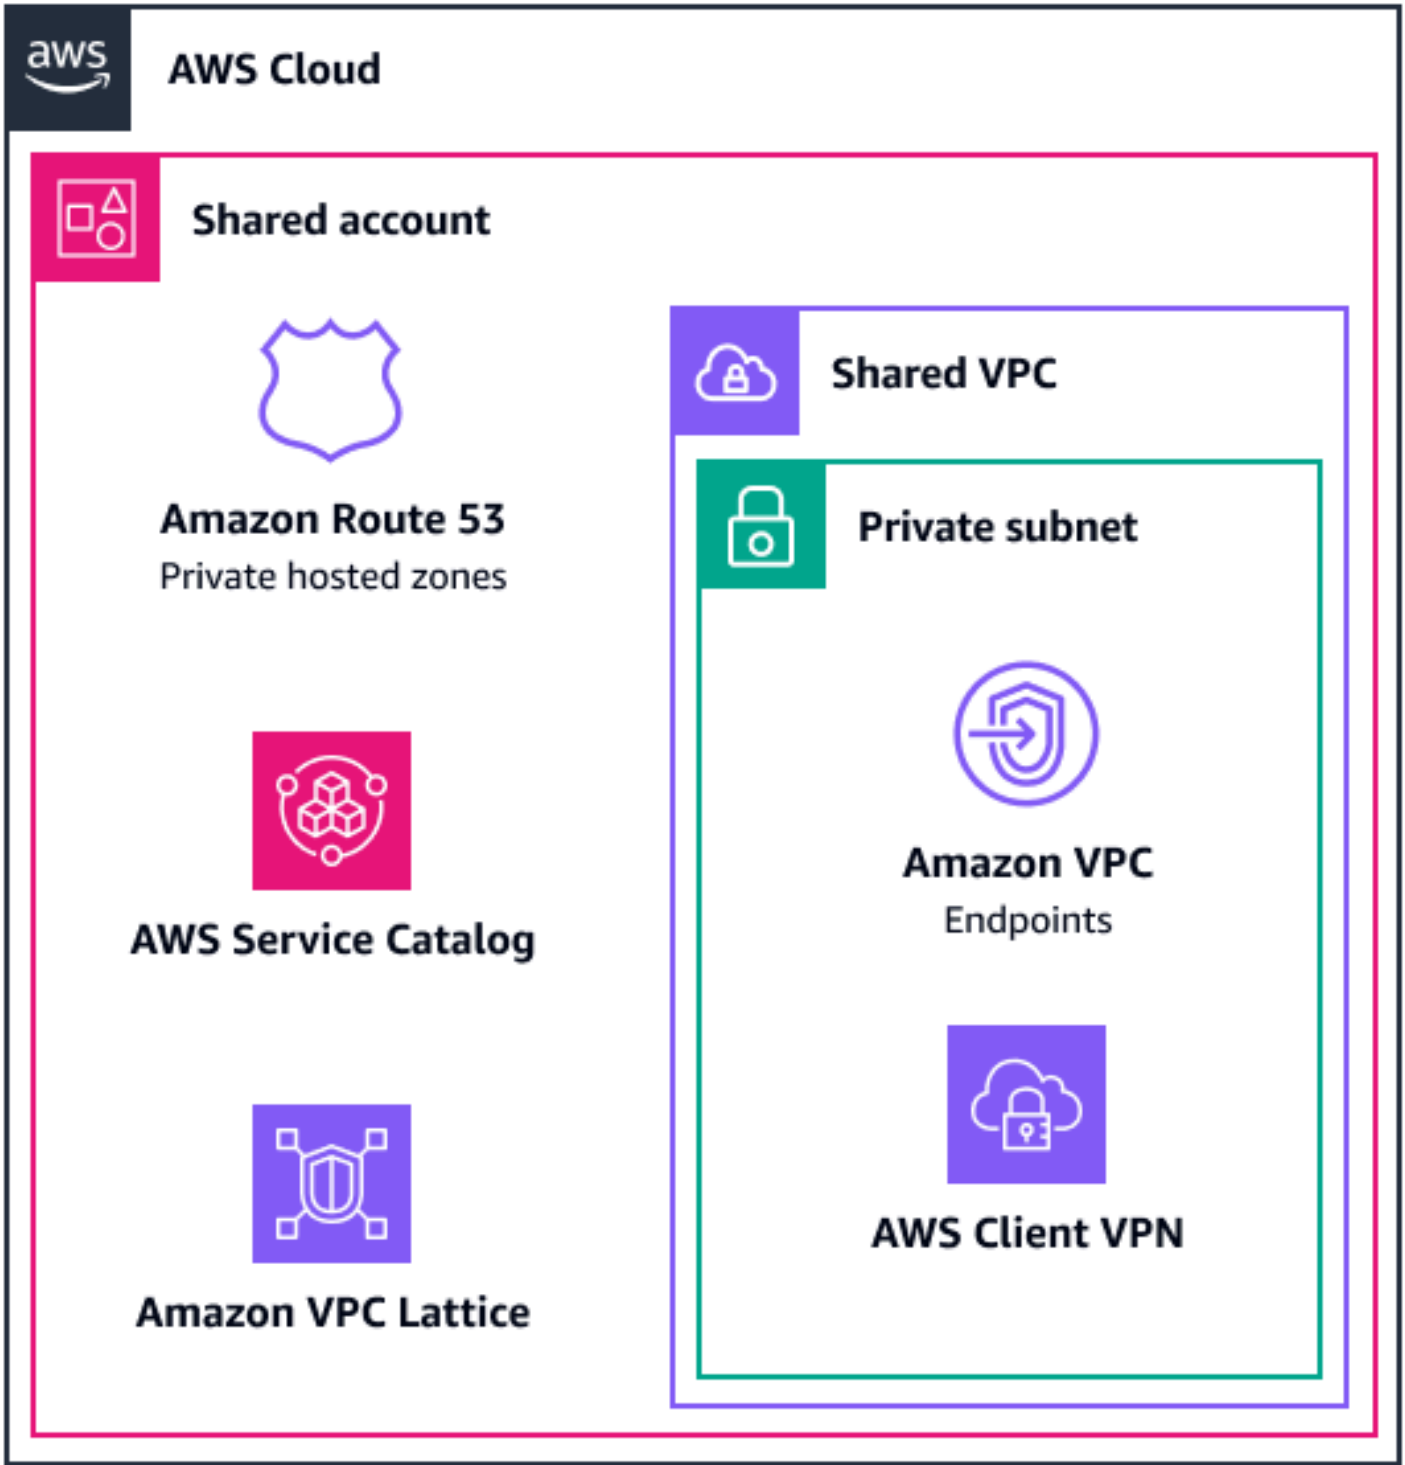 aws
AWS Cloud
Shared account
Amazon Route 53
Private hosted zones
AWS Service Catalog
Amazon VPC Lattice
Shared VPC
Private subnet
Amazon VPC
Endpoints
AWS Client VPN